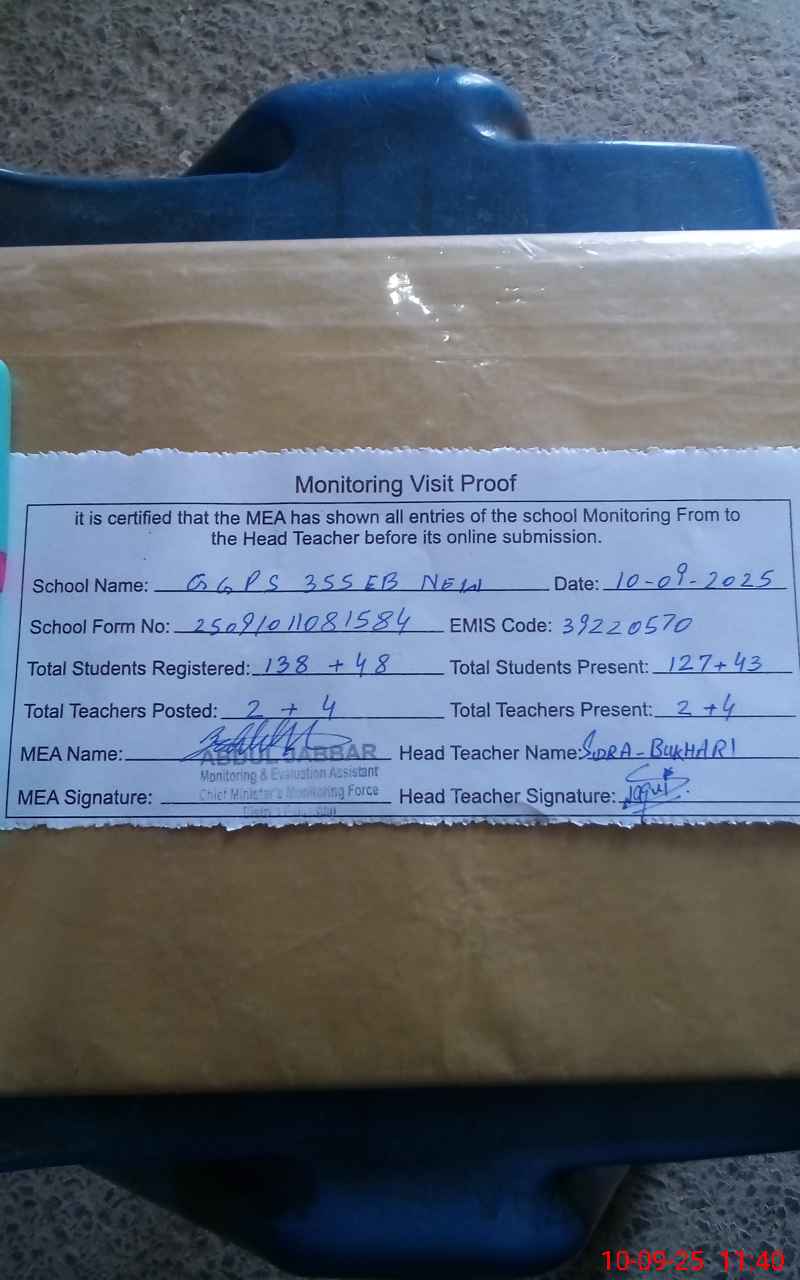 Monitoring Visit Proof
it is certified that the MEA has shown all entries of the school Monitoring From to
the Head Teacher before its online submission.
School Name: GGPS 355 EB NEW Date: 10-09-2025
School Form No: 25091011081584 EMIS Code: 39220570
Total Students Registered: 138 + 48 Total Students Present: 127+43
Total Teachers Posted: 2 + 4 Total Teachers Present: 2 +4
MEA Name: ABDUL JABBAR Head Teacher Name: SIDRA-BUKHARI
Monitoring & Evaluation Assistant
MEA Signature: Chief Minister's Monitoring Force Head Teacher Signature:
10-09-25 11:40